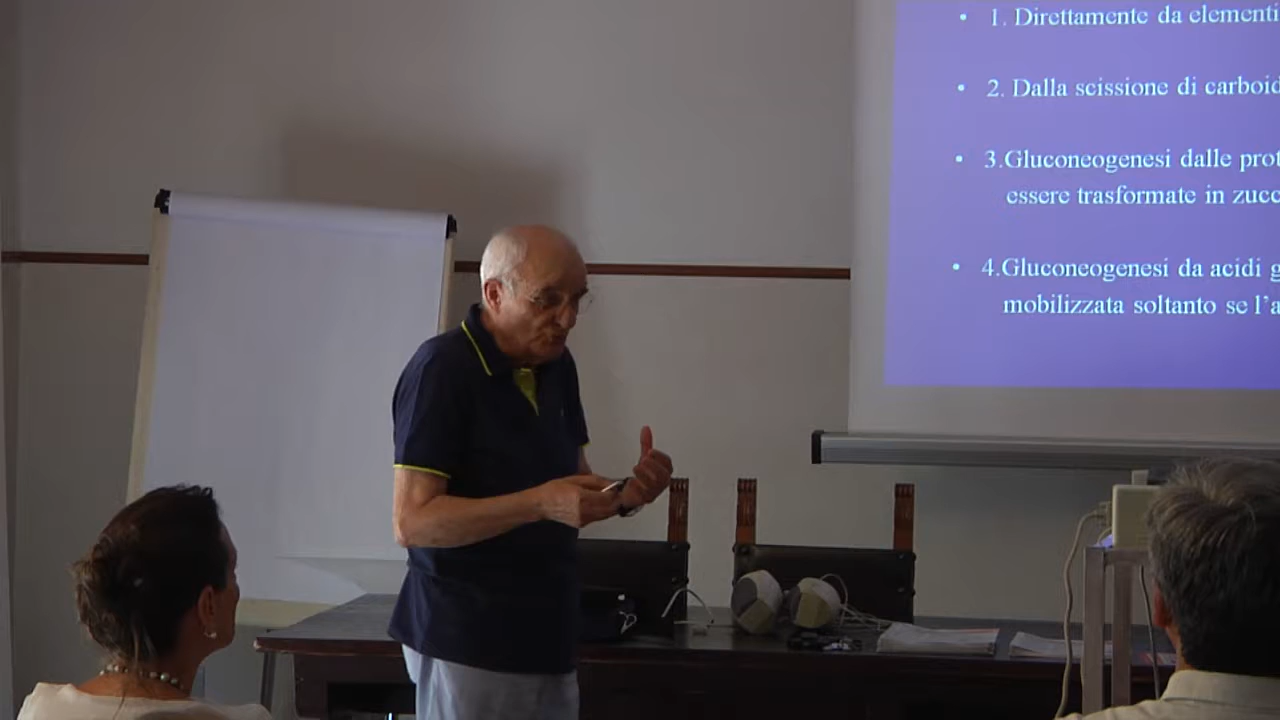 • 1. Direttamente da elementi
• 2. Dalla scissione di carboid
• 3.Gluconeogenesi dalle prot
essere trasformate in zucc
• 4.Gluconeogenesi da acidi g
mobilizzata soltanto se l’a